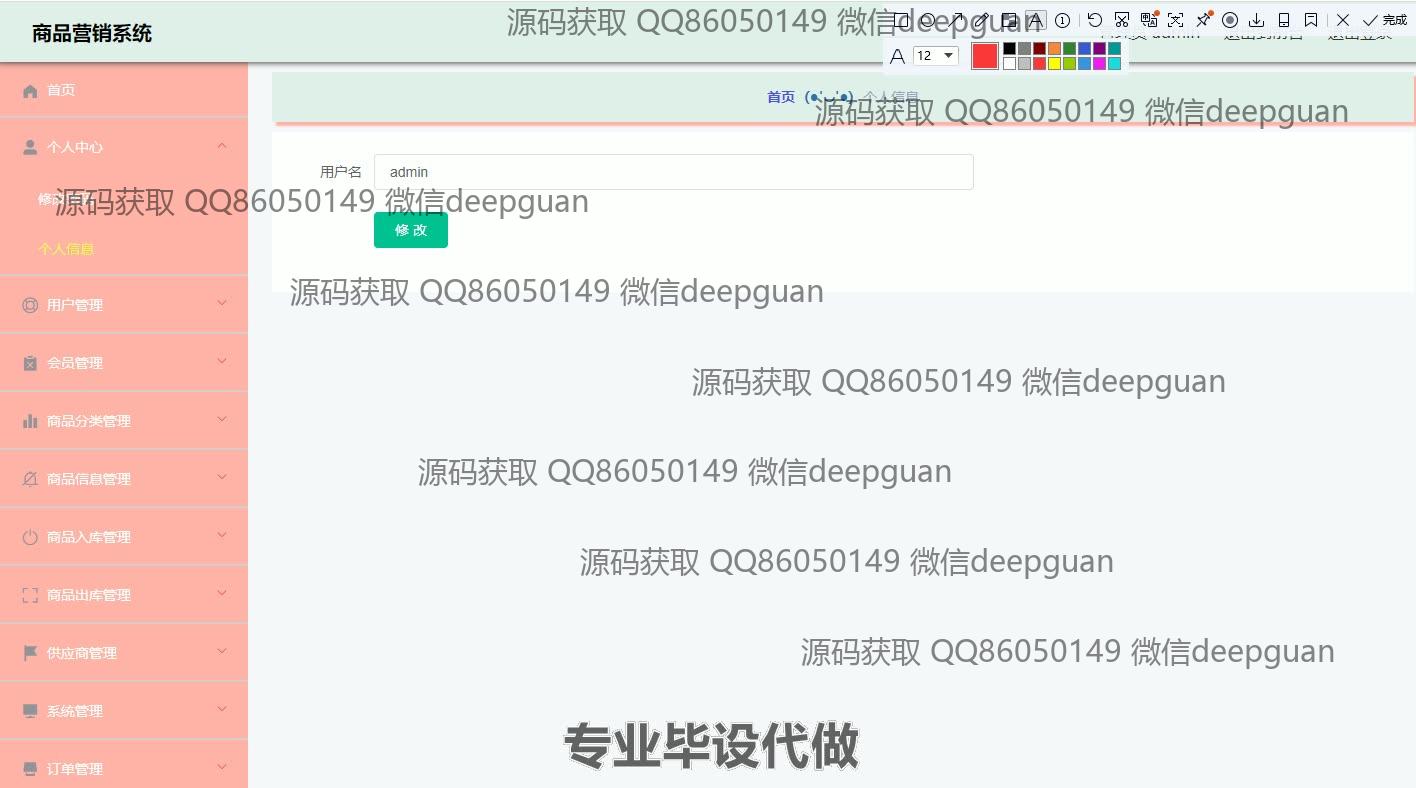 商品营销系统
源码获取 QQ86050149 微信deepguan
完成
12
admin
退出到前台
退出登录
首页
首页 (●'◡'●) 个人信息
源码获取 QQ86050149 微信deepguan
个人中心
用户名
admin
源码获取 QQ86050149 微信deepguan
修改
个人信息
源码获取 QQ86050149 微信deepguan
用户管理
会员管理
源码获取 QQ86050149 微信deepguan
商品分类管理
源码获取 QQ86050149 微信deepguan
商品信息管理
商品入库管理
源码获取 QQ86050149 微信deepguan
商品出库管理
供应商管理
源码获取 QQ86050149 微信deepguan
系统管理
专业毕设代做
订单管理